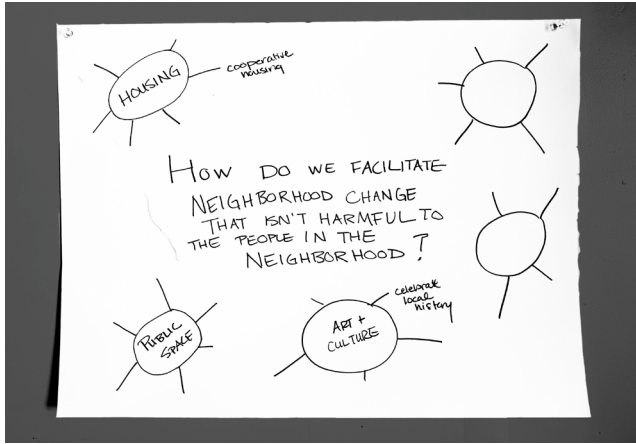 HOUSING
cooperative
housing
HOW DO WE FACILITATE
NEIGHBORHOOD CHANGE
THAT ISN'T HARMFUL TO
THE PEOPLE IN THE
NEIGHBORHOOD?
PUBLIC
SPACE
ART +
CULTURE
celebrate
local
history